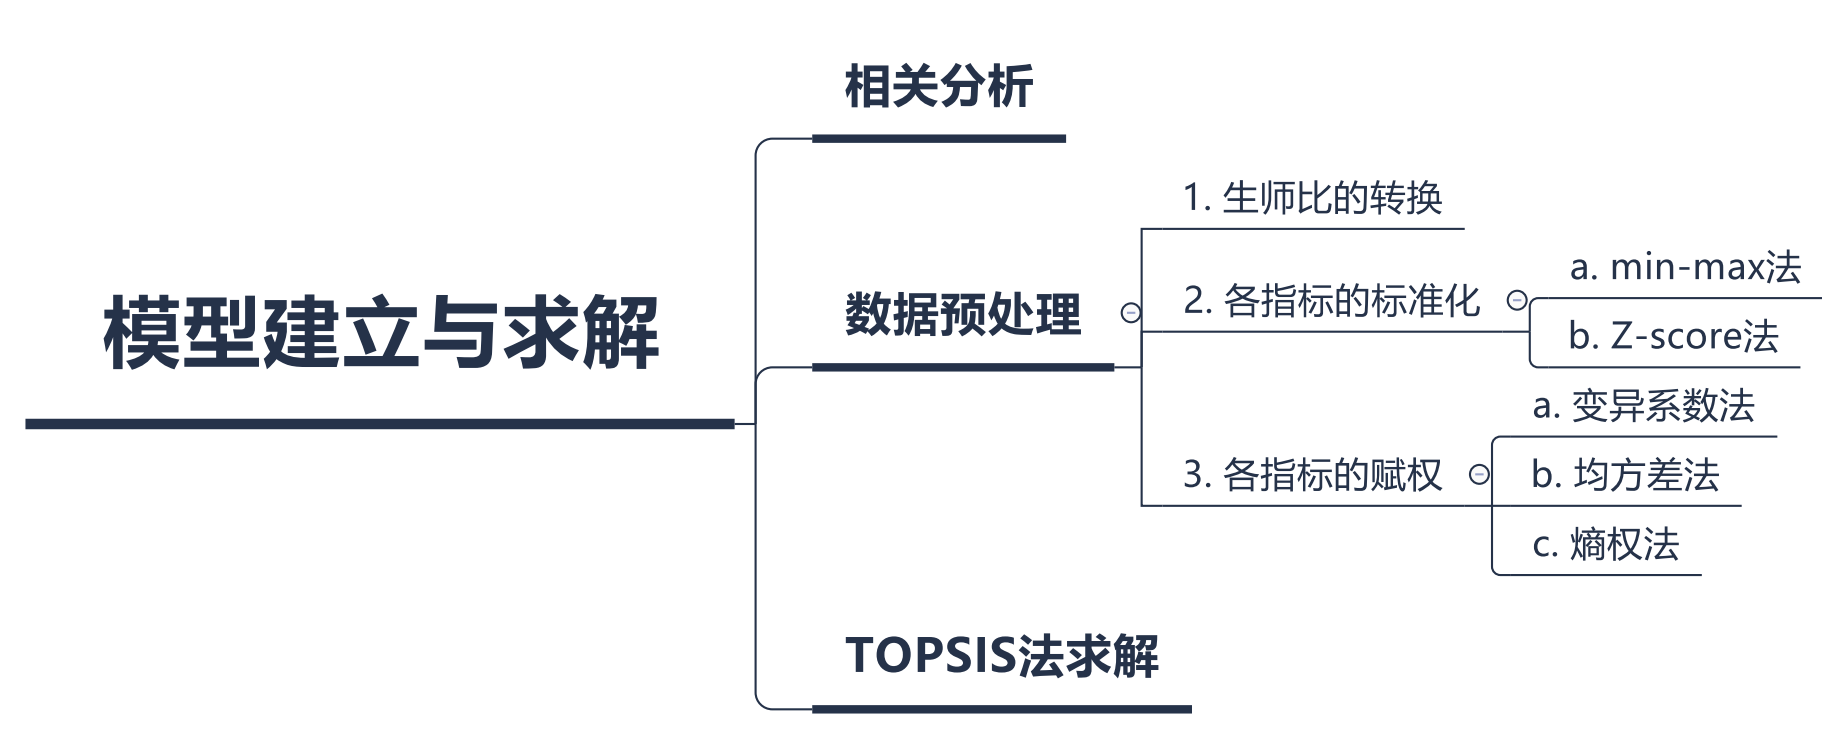 模型建立与求解
相关分析
数据预处理
1. 生师比的转换
2. 各指标的标准化
a. min-max法
b. Z-score法
3. 各指标的赋权
a. 变异系数法
b. 均方差法
c. 熵权法
TOPSIS法求解